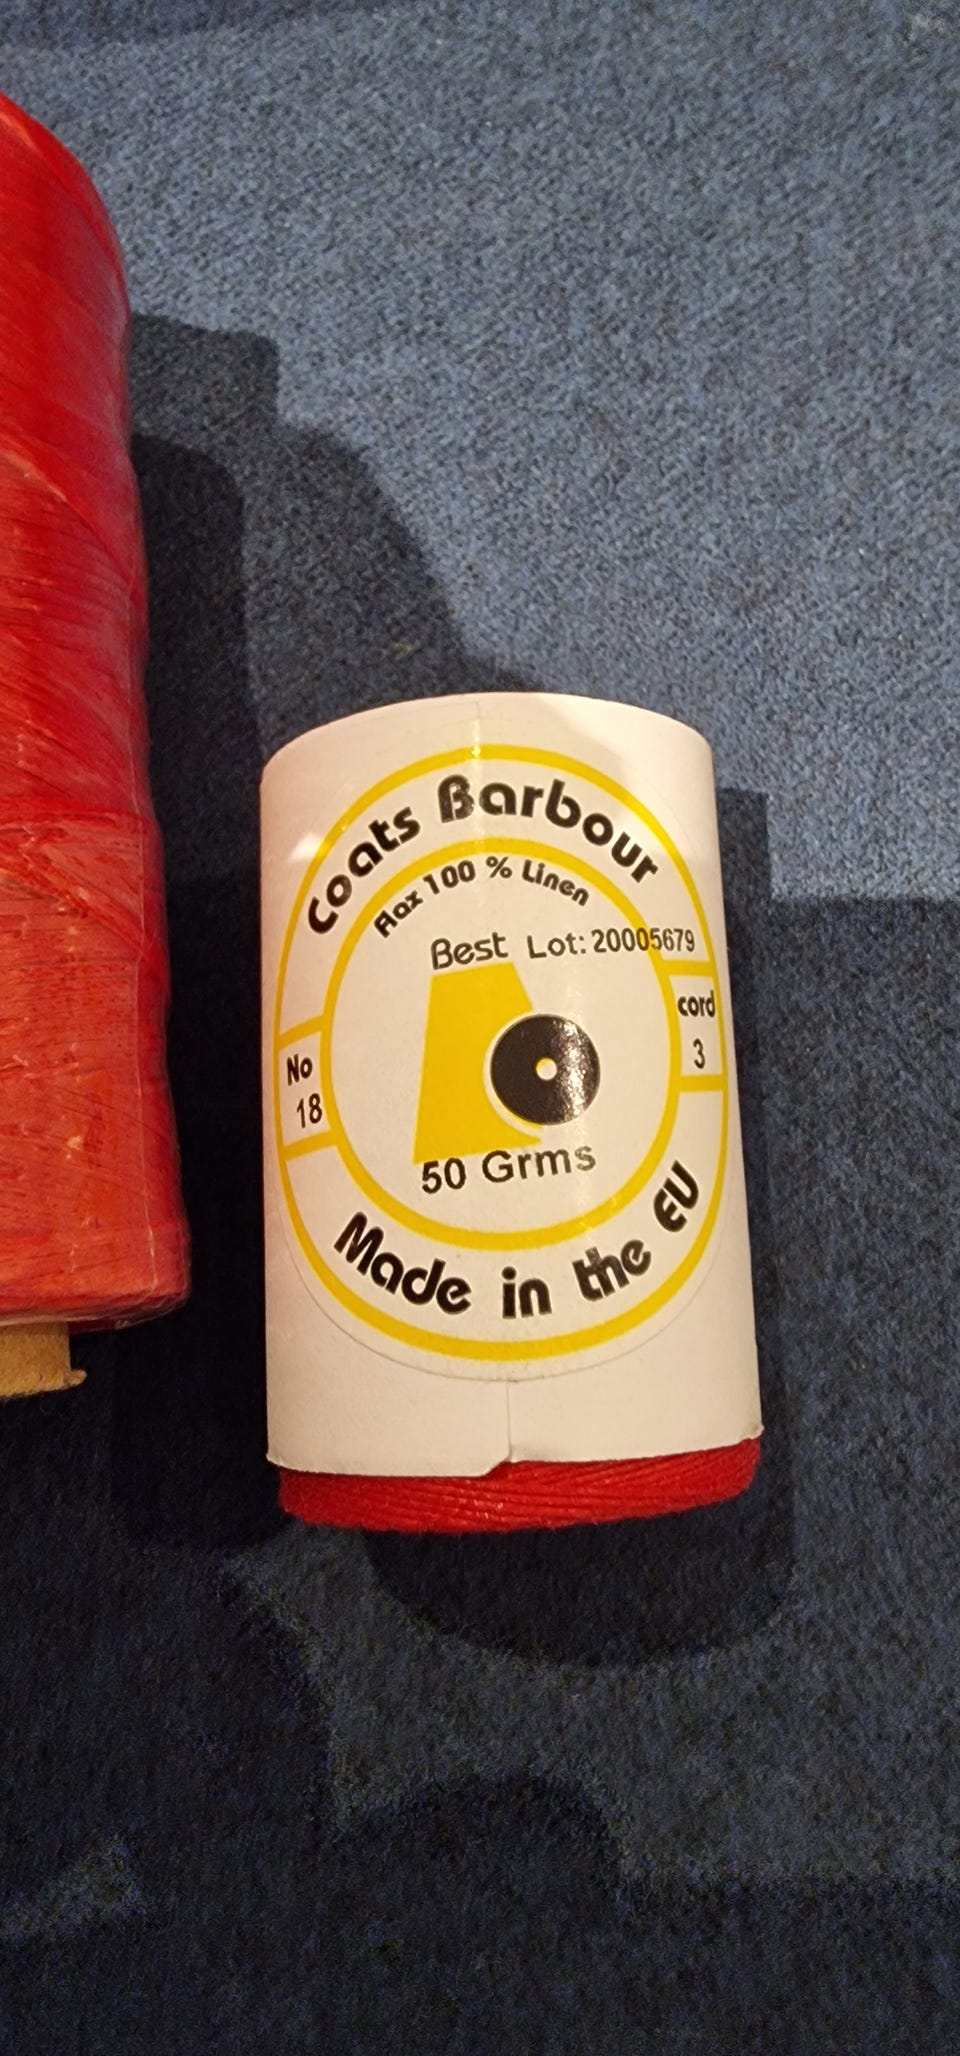 Coats Barbour
Flax 100 % Linen
Best Lot: 20005679
cord
3
No
18
50 Grms
Made in the EU